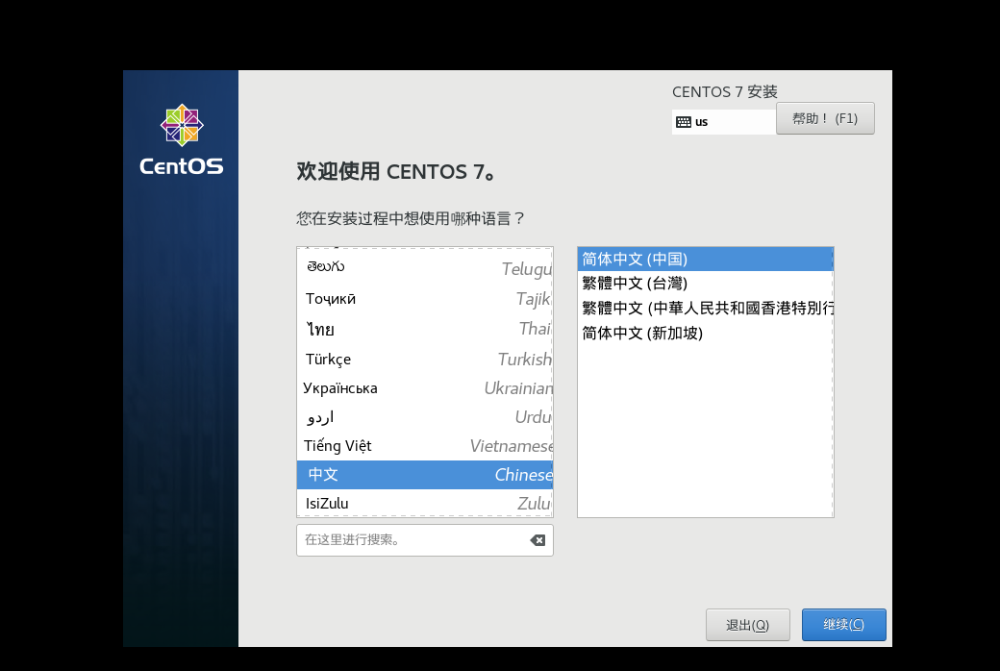 CentOS
CENTOS 7 安装
us
帮助！ (F1)
欢迎使用 CENTOS 7。
您在安装过程中想使用哪种语言？
తెలుగు Telugu
Тоҷикӣ Tajik
ไทย Thai
Türkçe Turkish
Українська Ukrainian
اردو Urdu
Tiếng Việt Vietnamese
中文 Chinese
IsiZulu Zulu
在这里进行搜索。
简体中文 (中国)
繁體中文 (台灣)
繁體中文 (中華人民共和國香港特別行
简体中文 (新加坡)
退出(Q)
继续(C)